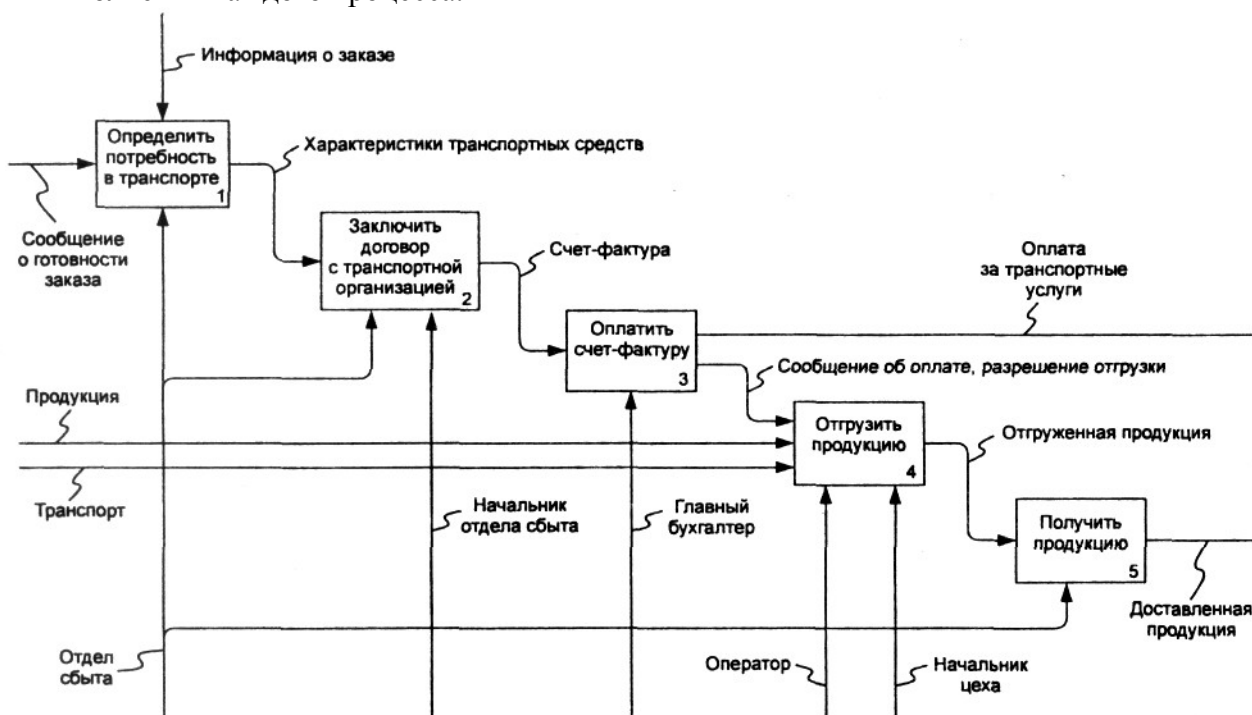 процесса.
Информация о заказе
Определить
потребность
в транспорте
1
Характеристики транспортных средств
Сообщение
о готовности
заказа
Заключить
договор
с транспортной
организацией
2
Счет-фактура
Оплата
за транспортные
услуги
Оплатить
счет-фактуру
3
Сообщение об оплате, разрешение отгрузки
Продукция
Отгрузить
продукцию
4
Отгруженная продукция
Транспорт
Начальник
отдела сбыта
Главный
бухгалтер
Получить
продукцию
5
Доставленная
продукция
Отдел
сбыта
Оператор
Начальник
цеха